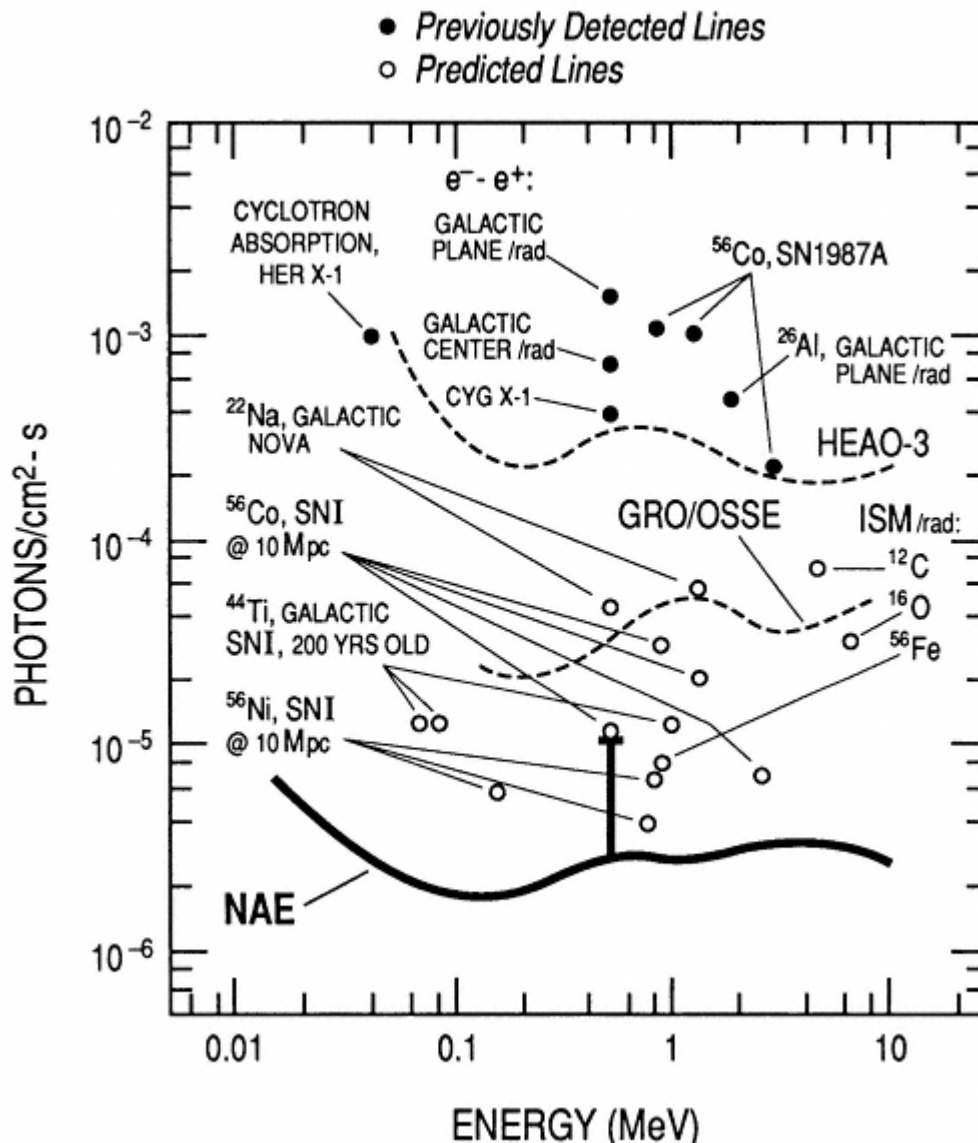 Previously Detected Lines
Predicted Lines
10⁻²
10⁻³
10⁻⁴
10⁻⁵
10⁻⁶
PHOTONS/cm²- s
e⁻- e⁺:
GALACTIC
PLANE /rad
CYCLOTRON
ABSORPTION,
HER X-1
⁵⁶Co, SN1987A
GALACTIC
CENTER /rad
²⁶Al, GALACTIC
PLANE /rad
CYG X-1
²²Na, GALACTIC
NOVA
HEAO-3
GRO/OSSE
ISM /rad:
⁵⁶Co, SNI
@ 10 Mpc
¹²C
¹⁶O
⁴⁴Ti, GALACTIC
SNI, 200 YRS OLD
⁵⁶Fe
⁵⁶Ni, SNI
@ 10 Mpc
NAE
0.01
0.1
1
10
ENERGY (MeV)